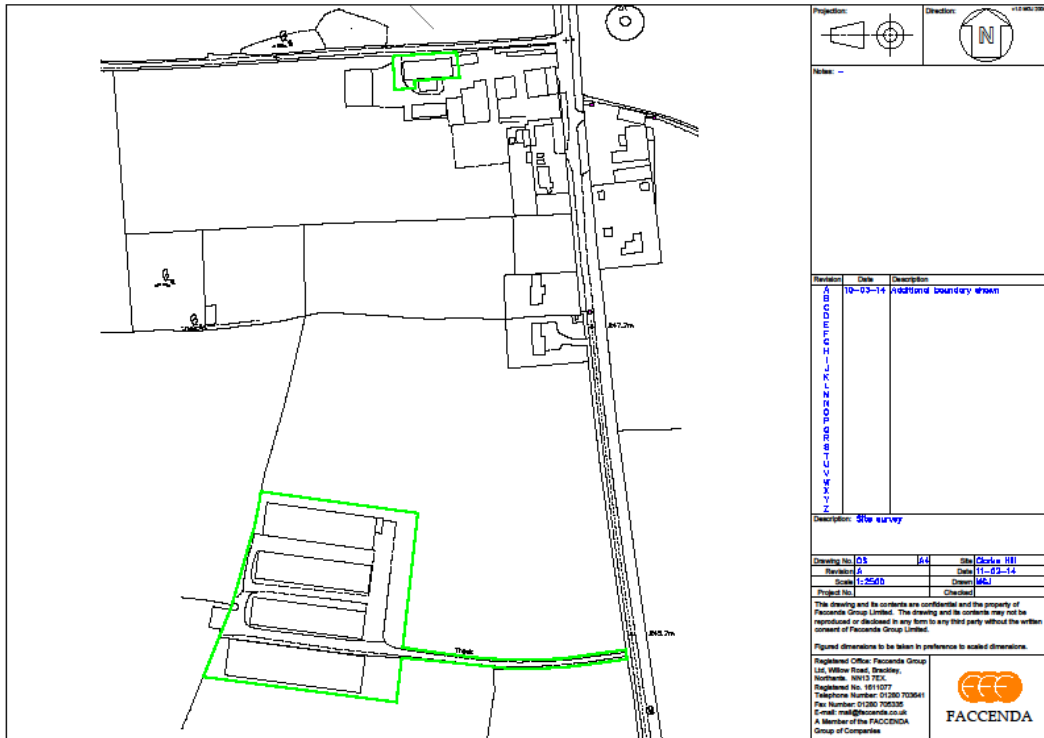 Track
Projection:
Direction:
N
Notes: –
Revision Date Description
A 10-03-14 Additional boundary shown
B
C
D
E
F
G
H
I
J
K
L
M
N
O
P
Q
R
S
T
U
V
W
X
Y
Z
Description: Site survey
Drawing No. OS A4 Site Clarke Hill
Revision A Date 11-02-14
Scale 1:2500 Drawn MGJ
Project No. Checked
This drawing and its contents are confidential and the property of
Faccenda Group Limited. The drawing and its contents may not be
reproduced or disclosed in any form to any third party without the written
consent of Faccenda Group Limited.
Figured dimensions to be taken in preference to scaled dimensions.
Registered Office: Faccenda Group
Ltd, Willow Road, Brackley,
Northants. NN13 7EX.
Registered No. 1611077
Telephone Number: 01280 703641
Fax Number: 01280 705335
E-mail: mail@faccenda.co.uk
A Member of the FACCENDA
Group of Companies
FACCENDA